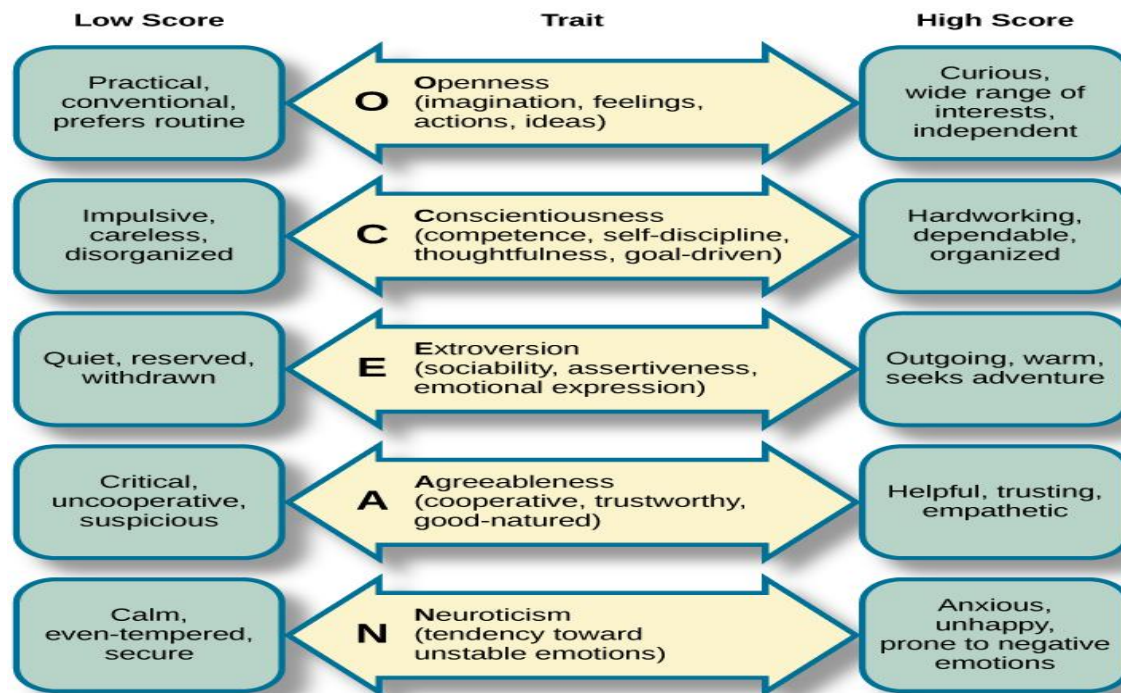 Low Score
Trait
High Score
Practical,
conventional,
prefers routine
O
Openness
(imagination, feelings,
actions, ideas)
Curious,
wide range of
interests,
independent
Impulsive,
careless,
disorganized
C
Conscientiousness
(competence, self-discipline,
thoughtfulness, goal-driven)
Hardworking,
dependable,
organized
Quiet, reserved,
withdrawn
E
Extroversion
(sociability, assertiveness,
emotional expression)
Outgoing, warm,
seeks adventure
Critical,
uncooperative,
suspicious
A
Agreeableness
(cooperative, trustworthy,
good-natured)
Helpful, trusting,
empathetic
Calm,
even-tempered,
secure
N
Neuroticism
(tendency toward
unstable emotions)
Anxious,
unhappy,
prone to negative
emotions